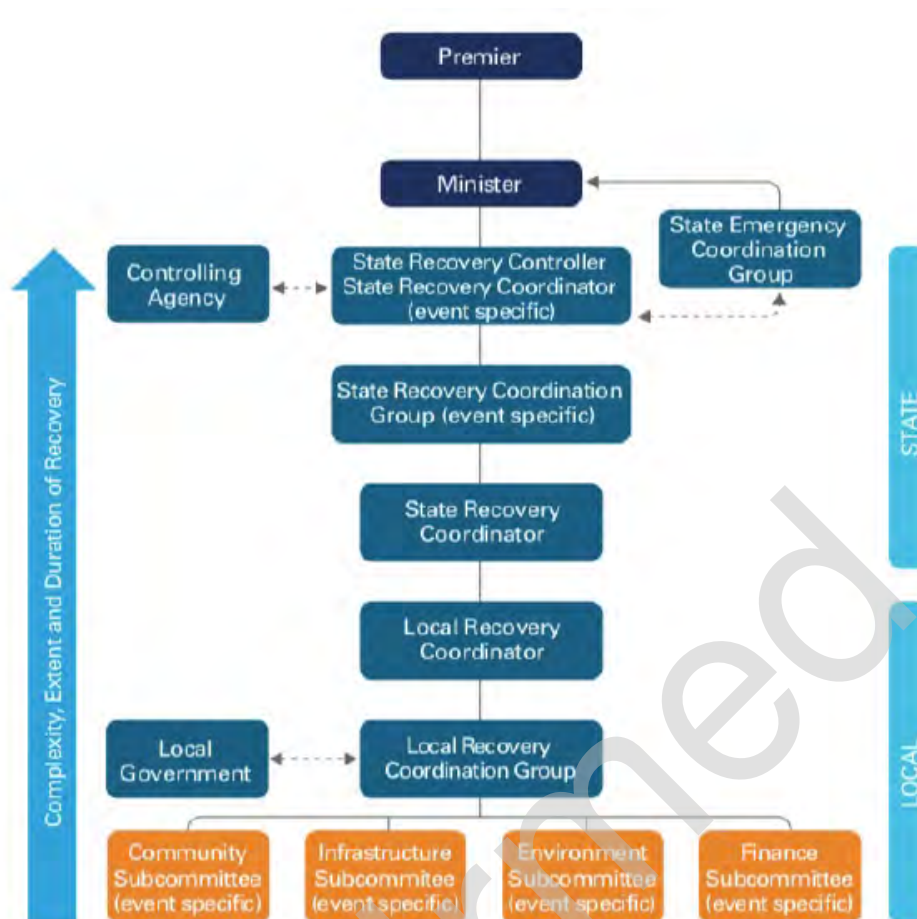 Premier
Minister
State Emergency
Coordination
Group
Controlling
Agency
State Recovery Controller
State Recovery Coordinator
(event specific)
State Recovery Coordination
Group (event specific)
State Recovery
Coordinator
Local Recovery
Coordinator
Local
Government
Local Recovery
Coordination Group
Community
Subcommittee
(event specific)
Infrastructure
Subcommitee
(event specific)
Environment
Subcommittee
(event specific)
Finance
Subcommittee
(event specific)
Complexity, Extent and Duration of Recovery
STATE
LOCAL
rmed